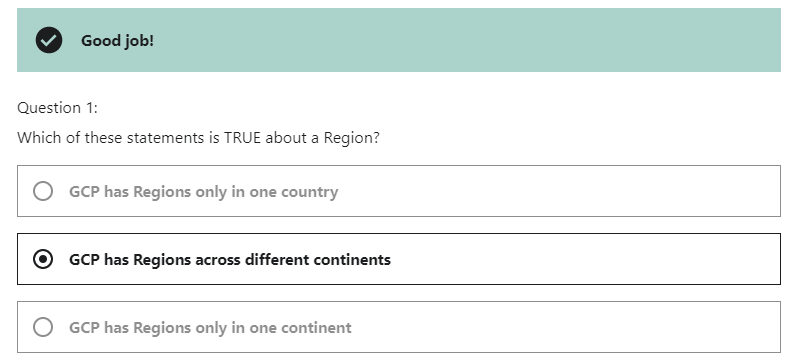 Good job!
Question 1:
Which of these statements is TRUE about a Region?
GCP has Regions only in one country
GCP has Regions across different continents
GCP has Regions only in one continent